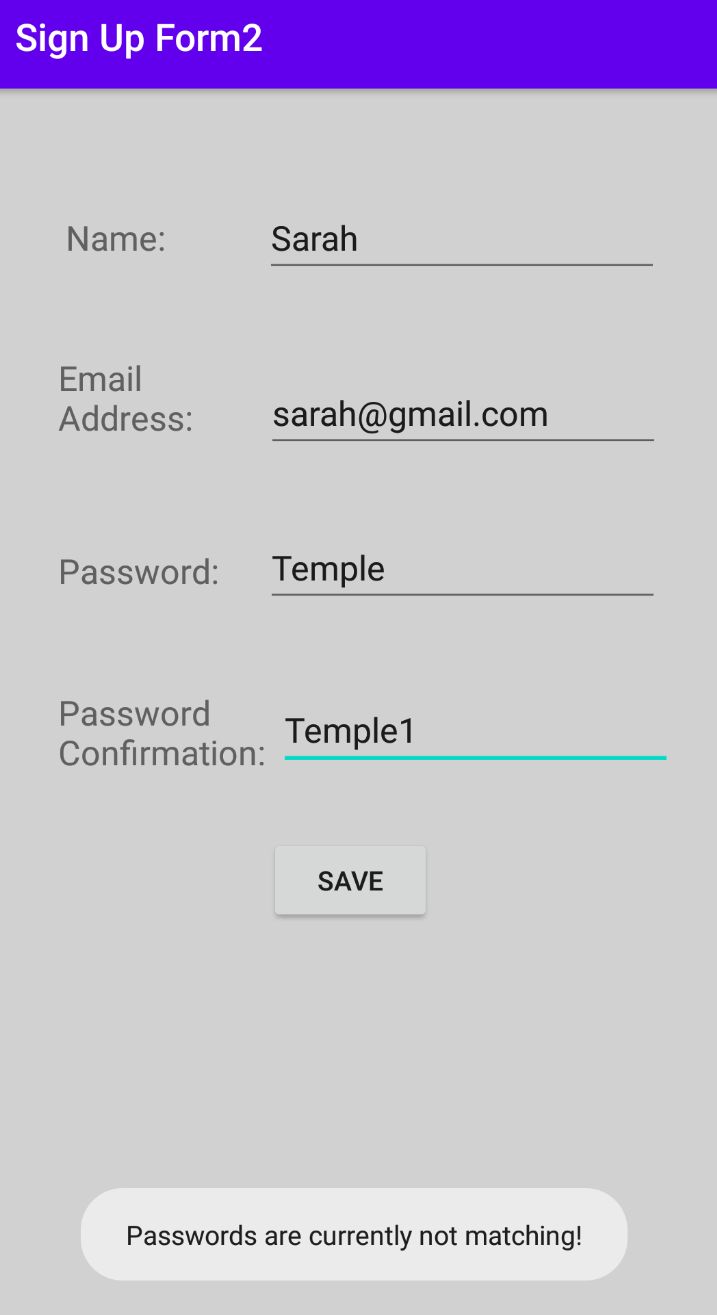 Sign Up Form2
Name:
Sarah
Email
Address:
sarah@gmail.com
Password:
Temple
Password
Confirmation:
Temple1
SAVE
Passwords are currently not matching!